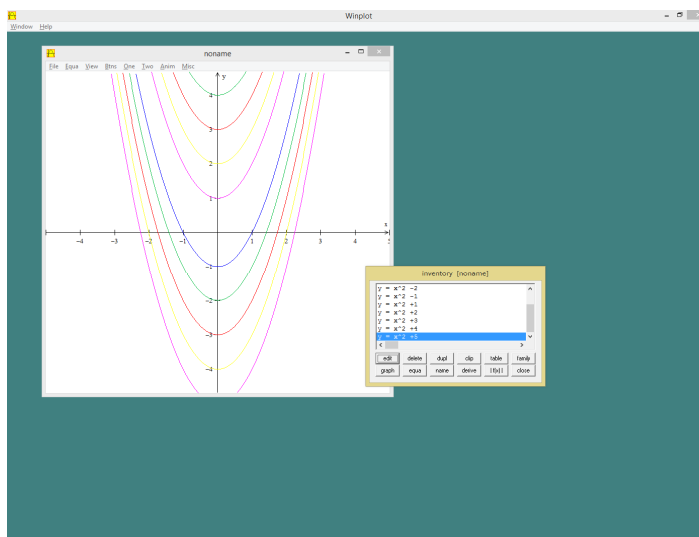 Winplot
Window Help
noname
File Equa View Btns One Two Anim Misc
y
4
3
2
1
x
-4 -3 -2 -1 1 2 3 4 5
-1
-2
-3
-4
inventory [noname]
y = x^2 -2
y = x^2 -1
y = x^2 +1
y = x^2 +2
y = x^2 +3
y = x^2 +4
y = x^2 +5
edit delete dupl clip table family
graph equa name derive |f(x)| close